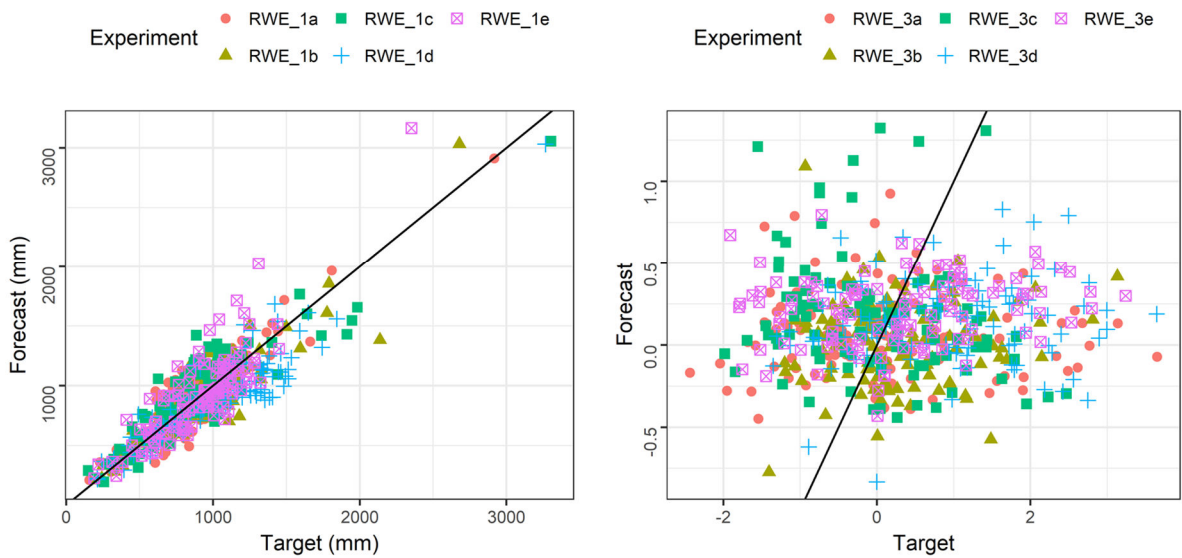 Experiment
RWE_1a RWE_1c RWE_1e
RWE_1b RWE_1d
Forecast (mm)
3000
2000
1000
0 1000 2000 3000
Target (mm)
Experiment
RWE_3a RWE_3c RWE_3e
RWE_3b RWE_3d
Forecast
1.0
0.5
0.0
-0.5
-2 0 2
Target